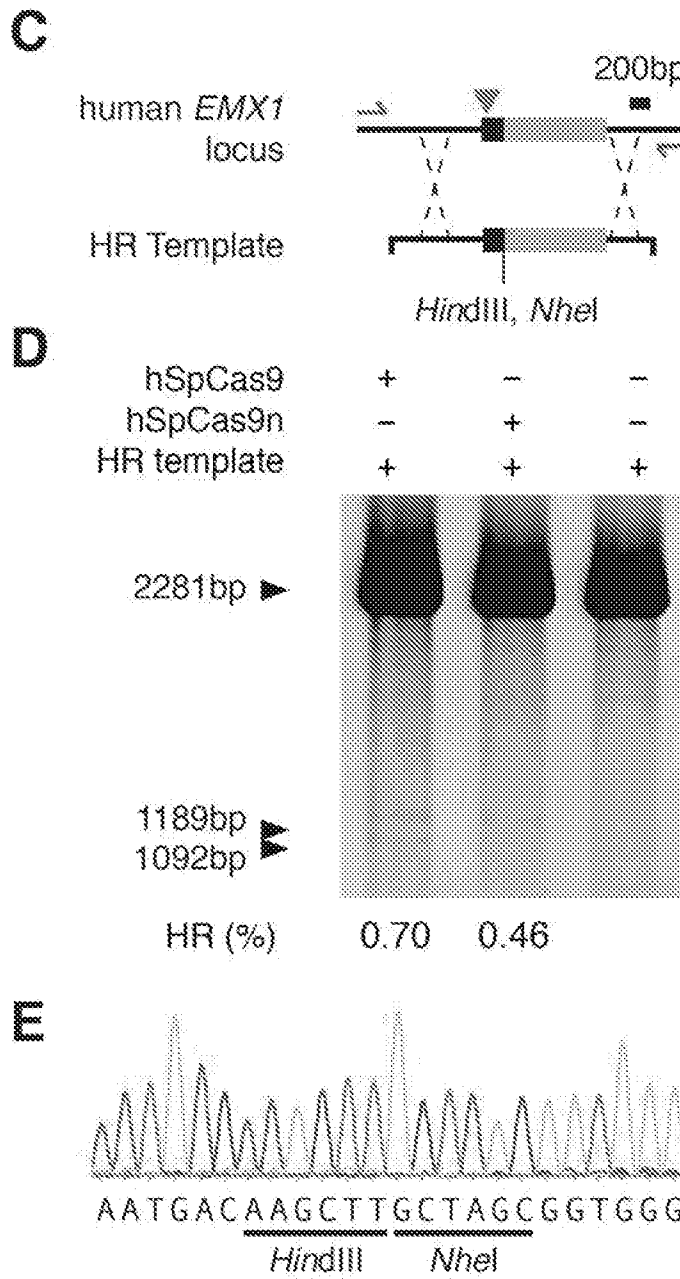 C
200bp
human EMX1
locus
HR Template
HindIII, NheI
D
hSpCas9 + − −
hSpCas9n − + −
HR template + + +
2281bp
1189bp
1092bp
HR (%) 0.70 0.46
E
AATGACAAGCTTGCTAGCGGTGGG
HindIII NheI